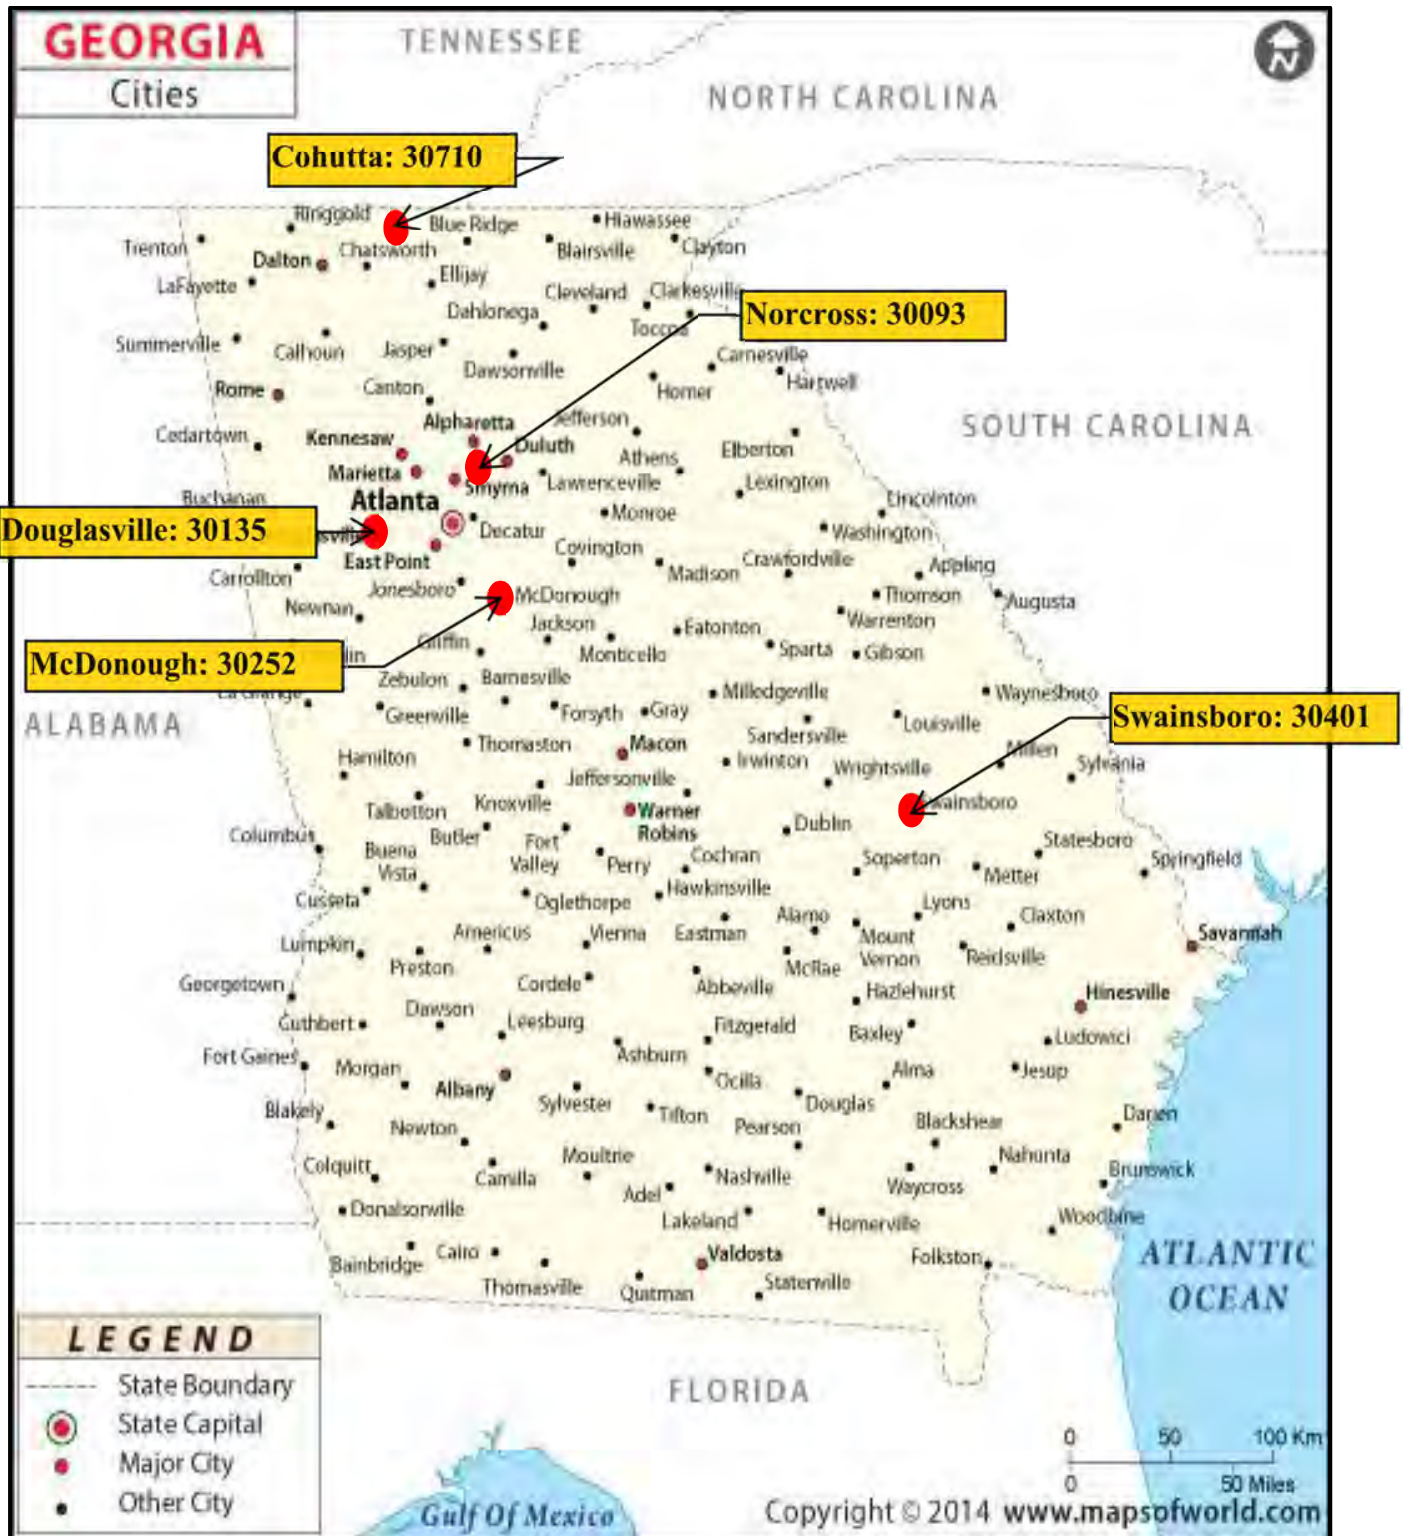 GEORGIA
Cities
TENNESSEE
NORTH CAROLINA
N
Cohutta: 30710
Ringgold
Blue Ridge
Hiawassee
Trenton
Dalton
Chatsworth
Blairsville
Clayton
LaFayette
Ellijay
Cleveland
Clarkesville
Dahlonega
Toccoa
Norcross: 30093
Summerville
Calhoun
Jasper
Dawsonville
Carnesville
Hartwell
Rome
Canton
Homer
Alpharetta
Jefferson
SOUTH CAROLINA
Cedartown
Kennesaw
Duluth
Athens
Elberton
Marietta
Smyrna
Lawrenceville
Lexington
Buchanan
Atlanta
Monroe
Lincolnton
Douglasville: 30135
sville
Decatur
Washington
East Point
Covington
Crawfordville
Carrollton
Jonesboro
Madison
Appling
Newnan
McDonough
Thomson
Augusta
Jackson
Eatonton
Warrenton
Griffin
Monticello
Sparta
Gibson
McDonough: 30252
lin
Zebulon
Barnesville
Milledgeville
Waynesboro
La Grange
Greenville
Forsyth
Gray
Louisville
Swainsboro: 30401
ALABAMA
Thomaston
Macon
Sandersville
Millen
Hamilton
Irwinton
Wrightsville
Sylvania
Jeffersonville
Talbotton
Knoxville
Warner
Robins
Swainsboro
Columbus
Butler
Fort
Valley
Dublin
Statesboro
Buena
Vista
Perry
Cochran
Soperton
Metter
Springfield
Cusseta
Oglethorpe
Hawkinsville
Lyons
Claxton
Lumpkin
Americus
Vienna
Eastman
Alamo
Mount
Vernon
Savannah
Preston
McRae
Reidsville
Georgetown
Cordele
Abbeville
Hazlehurst
Hinesville
Cuthbert
Dawson
Leesburg
Fitzgerald
Baxley
Ludowici
Fort Gaines
Morgan
Ashburn
Ocilla
Alma
Jesup
Albany
Sylvester
Tifton
Douglas
Blakely
Newton
Pearson
Blackshear
Darien
Colquitt
Camilla
Moultrie
Nashville
Waycross
Nahunta
Brunswick
Donalsonville
Adel
Lakeland
Homerville
Woodbine
Bainbridge
Cairo
Thomasville
Valdosta
Folkston
Quitman
Statenville
ATLANTIC
OCEAN
LEGEND
State Boundary
State Capital
Major City
Other City
FLORIDA
Gulf Of Mexico
0 50 100 Km
0 50 Miles
Copyright © 2014 www.mapsofworld.com